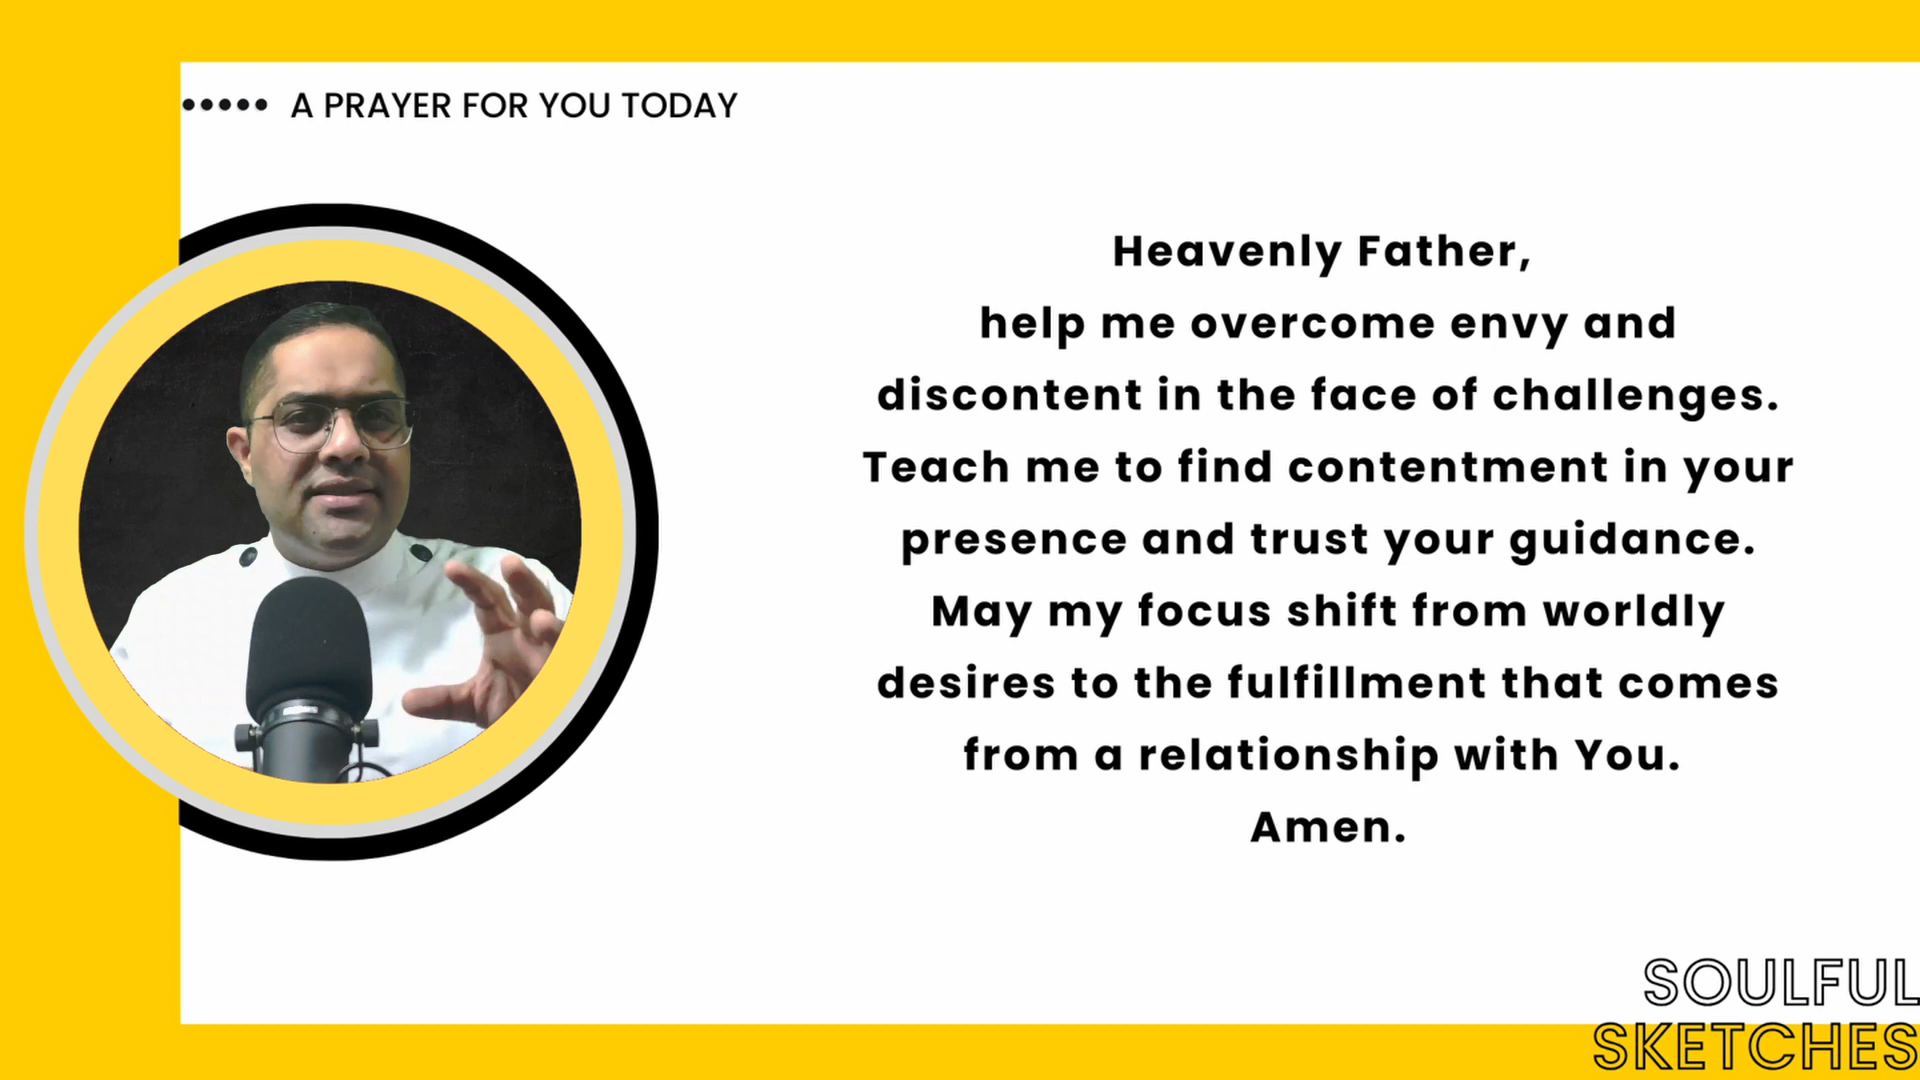 A PRAYER FOR YOU TODAY
Heavenly Father,
help me overcome envy and
discontent in the face of challenges.
Teach me to find contentment in your
presence and trust your guidance.
May my focus shift from worldly
desires to the fulfillment that comes
from a relationship with You.
Amen.
SOULFUL
SKETCHES